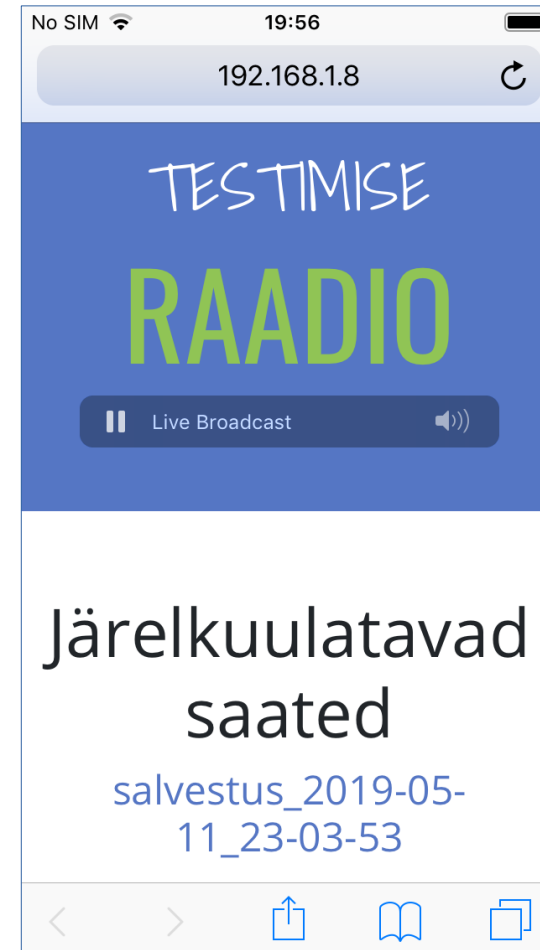 No SIM 19:56
192.168.1.8
TESTIMISE
RAADIO
Live Broadcast
Järelkuulatavad
saated
salvestus_2019-05-
11_23-03-53